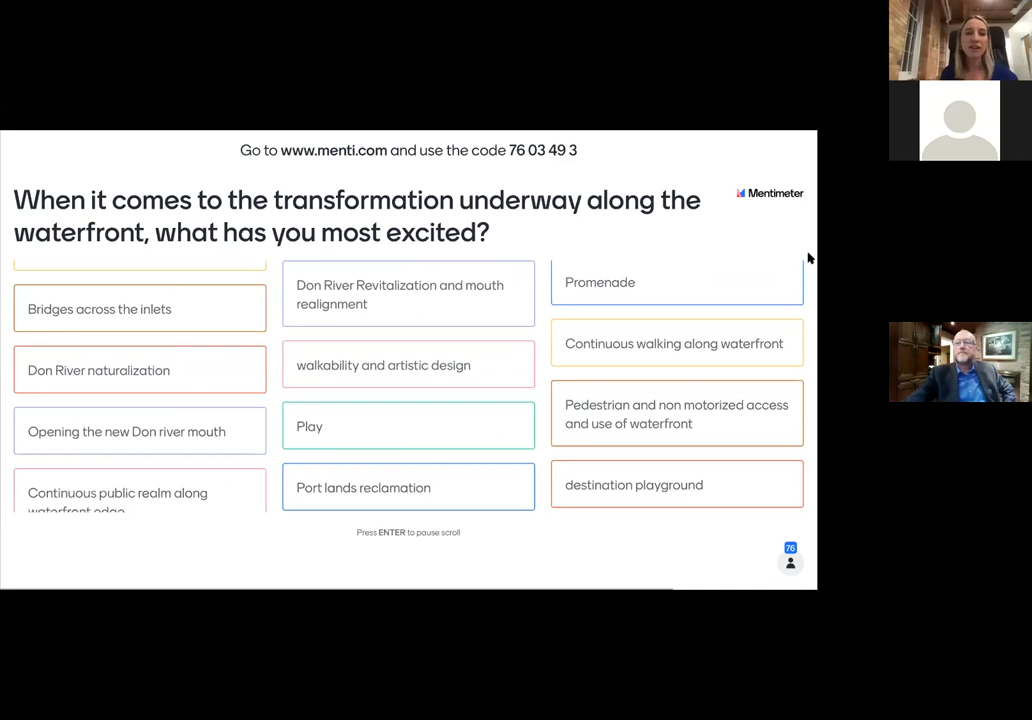 Go to www.menti.com and use the code 76 03 49 3
When it comes to the transformation underway along the
waterfront, what has you most excited?
Mentimeter
Bridges across the inlets
Don River naturalization
Opening the new Don river mouth
Continuous public realm along
waterfront edge
Don River Revitalization and mouth
realignment
walkability and artistic design
Play
Port lands reclamation
Promenade
Continuous walking along waterfront
Pedestrian and non motorized access
and use of waterfront
destination playground
Press ENTER to pause scroll
76